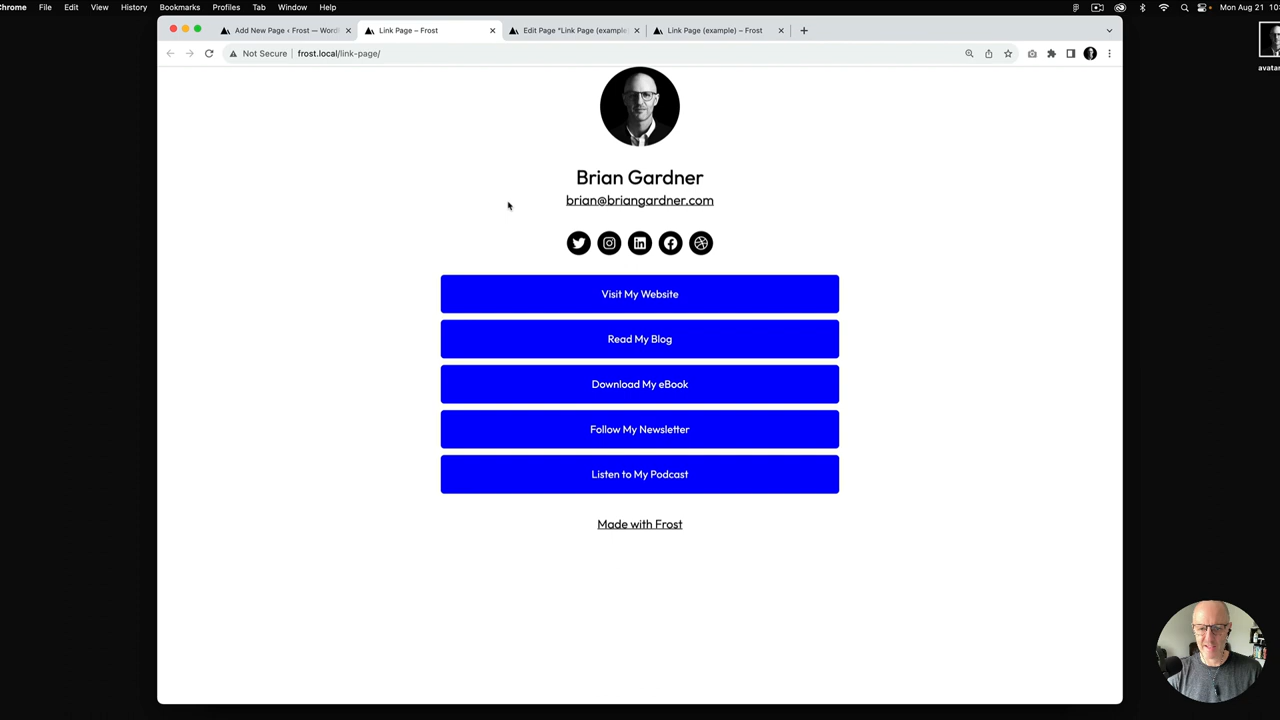 Chrome File Edit View History Bookmarks Profiles Tab Window Help
Mon Aug 21
Add New Page ‹ Frost — Word
Link Page – Frost
Edit Page “Link Page (example
Link Page (example) – Frost
Not Secure frost.local/link-page/
avatar
Brian Gardner
brian@briangardner.com
Visit My Website
Read My Blog
Download My eBook
Follow My Newsletter
Listen to My Podcast
Made with Frost